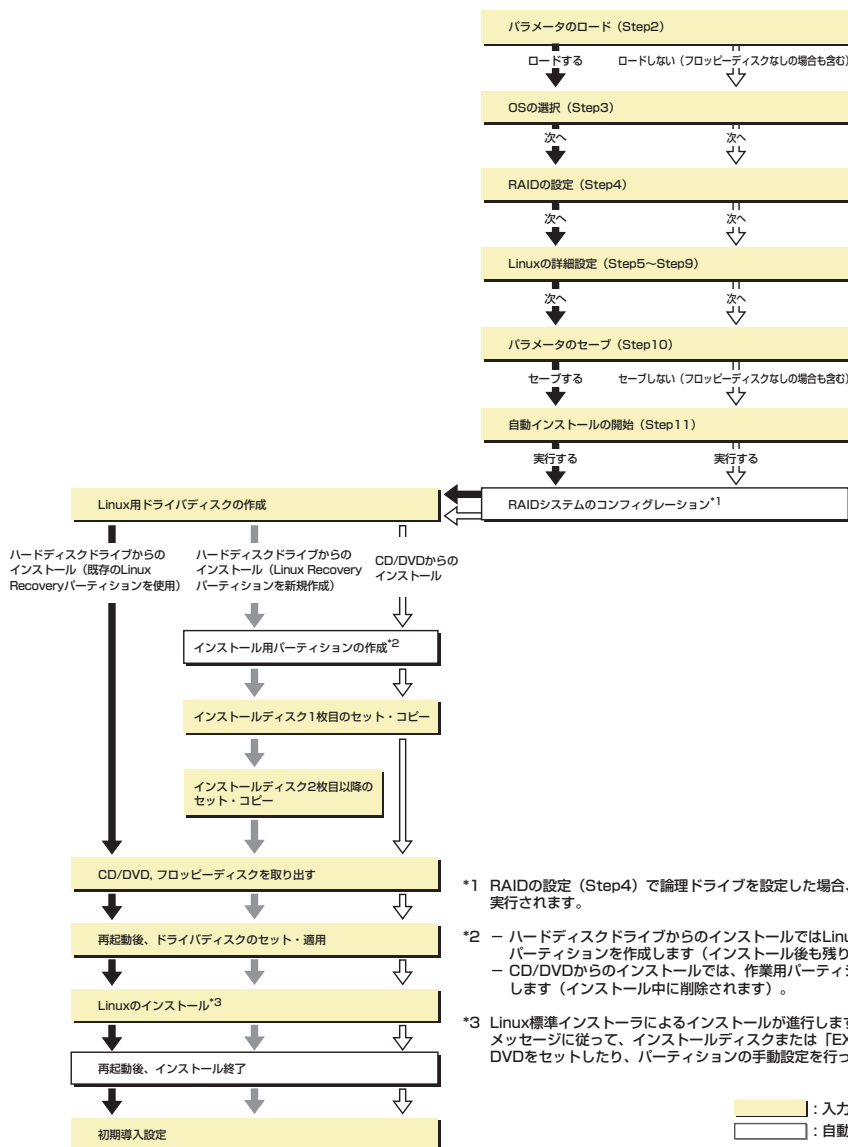 パラメータのロード（Step2）
ロードする
ロードしない（フロッピーディスクなしの場合も含む）
OSの選択（Step3）
次へ
次へ
RAIDの設定（Step4）
次へ
次へ
Linuxの詳細設定（Step5～Step9）
次へ
次へ
パラメータのセーブ（Step10）
セーブする
セーブしない（フロッピーディスクなしの場合も含む）
自動インストールの開始（Step11）
実行する
実行する
RAIDシステムのコンフィグレーション*1
Linux用ドライバディスクの作成
ハードディスクドライブからの
インストール（既存のLinux
Recoveryパーティションを使用）
ハードディスクドライブからの
インストール（Linux Recovery
パーティションを新規作成）
CD/DVDからの
インストール
インストール用パーティションの作成*2
インストールディスク1枚目のセット・コピー
インストールディスク2枚目以降の
セット・コピー
CD/DVD, フロッピーディスクを取り出す
再起動後、ドライバディスクのセット・適用
Linuxのインストール*3
再起動後、インストール終了
初期導入設定
*1 RAIDの設定（Step4）で論理ドライブを設定した場合、
実行されます。
*2 － ハードディスクドライブからのインストールではLinu
パーティションを作成します（インストール後も残り
－ CD/DVDからのインストールでは、作業用パーティシ
します（インストール中に削除されます）。
*3 Linux標準インストーラによるインストールが進行します
メッセージに従って、インストールディスクまたは「EX
DVDをセットしたり、パーティションの手動設定を行っ
：入力
：自動